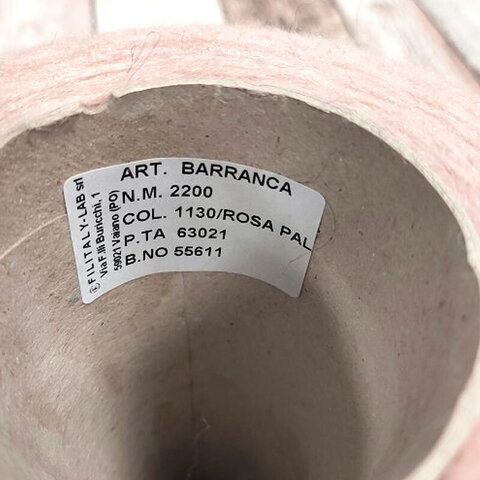 ART. BARRANCA
N.M. 2200
COL. 1130/ROSA PAL
P.TA 63021
B.NO 55611
FILITALY-LAB srl
Via F.lli Buricchi, 1
59021 Vaiano (PO)